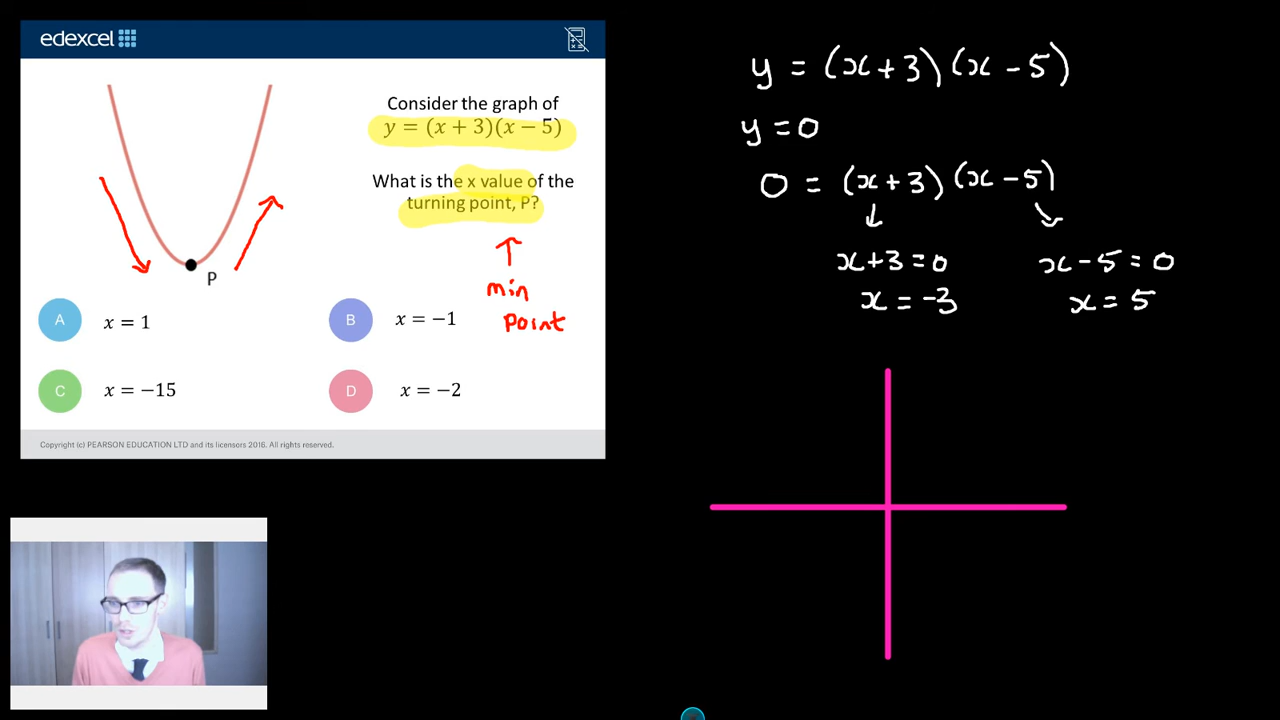 edexcel
Consider the graph of
y = (x + 3)(x − 5)
What is the x value of the
turning point, P?
P
min
point
A x = 1
B x = −1
C x = −15
D x = −2
Copyright (c) PEARSON EDUCATION LTD and its licensors 2016. All rights reserved.
y = (x+3)(x-5)
y = 0
0 = (x+3)(x-5)
x+3=0 x-5=0
x=-3 x=5